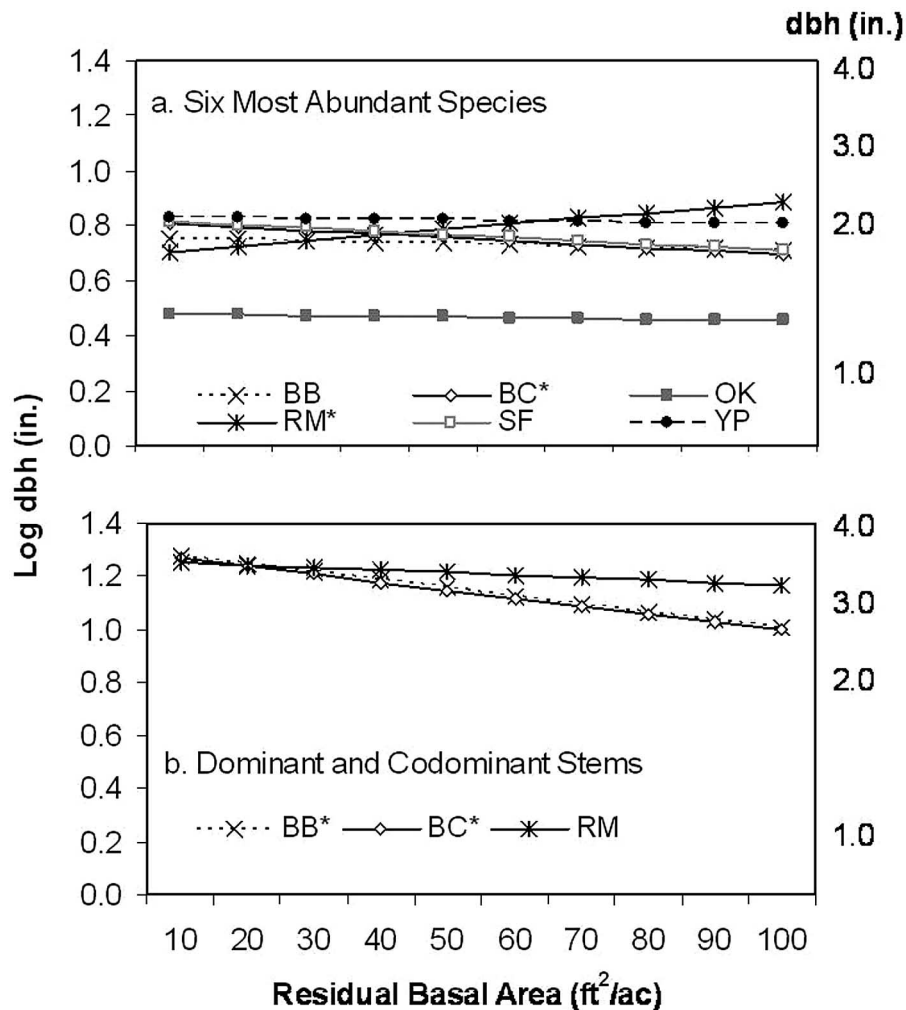 dbh (in.)
1.4
1.2
1.0
0.8
0.6
0.4
0.2
0.0
a. Six Most Abundant Species
BB BC* OK
RM* SF YP
4.0
3.0
2.0
1.0
Log dbh (in.)
1.4
1.2
1.0
0.8
0.6
0.4
0.2
0.0
b. Dominant and Codominant Stems
BB* BC* RM
4.0
3.0
2.0
1.0
10 20 30 40 50 60 70 80 90 100
Residual Basal Area (ft²/ac)